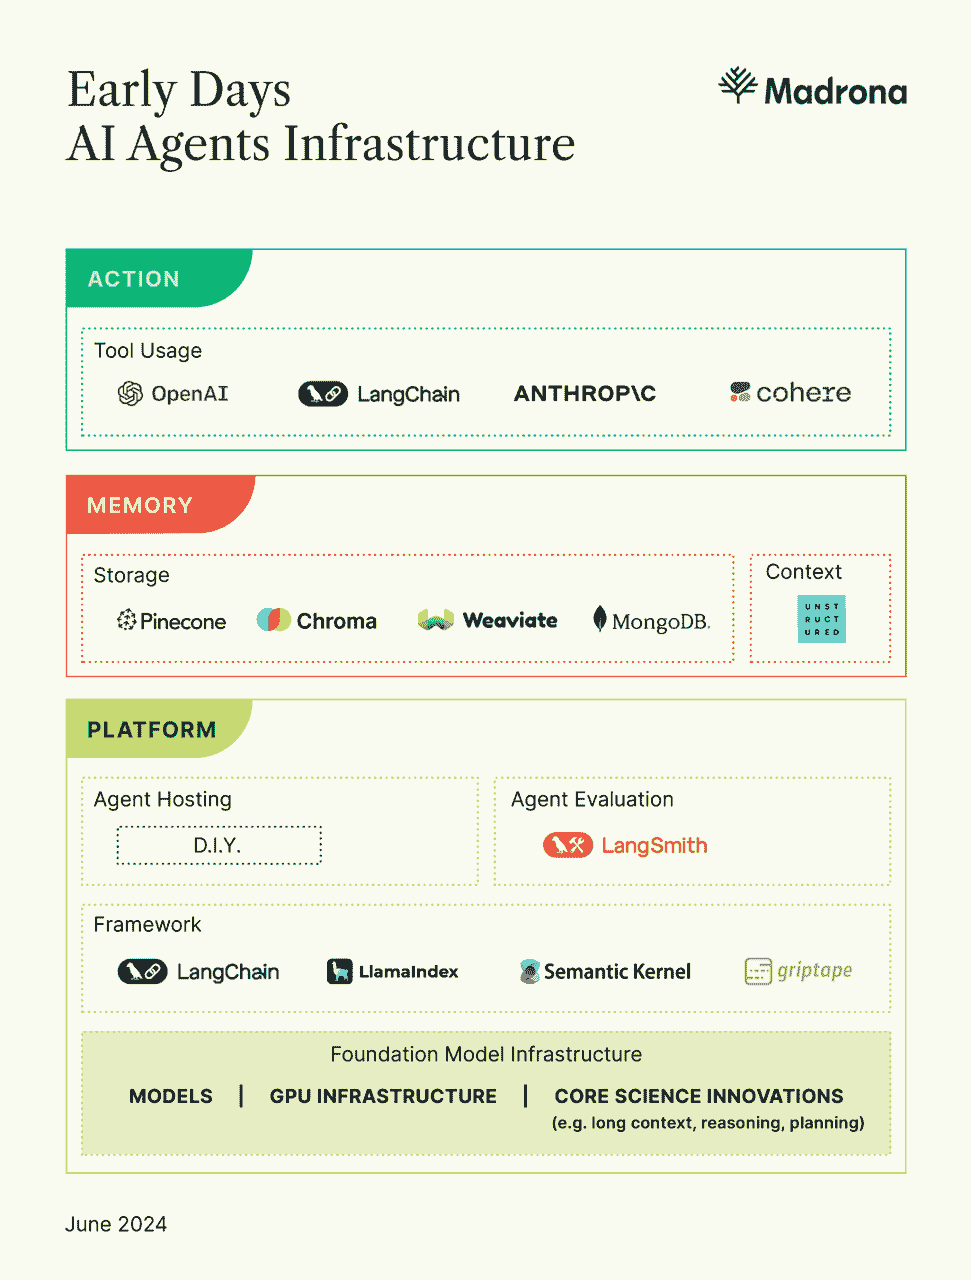 Early Days
AI Agents Infrastructure
Madrona
ACTION
Tool Usage
OpenAI
LangChain
ANTHROP\C
cohere
MEMORY
Storage
Pinecone
Chroma
Weaviate
MongoDB.
Context
UNST
RUCT
URED
PLATFORM
Agent Hosting
D.I.Y.
Agent Evaluation
LangSmith
Framework
LangChain
LlamaIndex
Semantic Kernel
griptape
Foundation Model Infrastructure
MODELS | GPU INFRASTRUCTURE | CORE SCIENCE INNOVATIONS
(e.g. long context, reasoning, planning)
June 2024